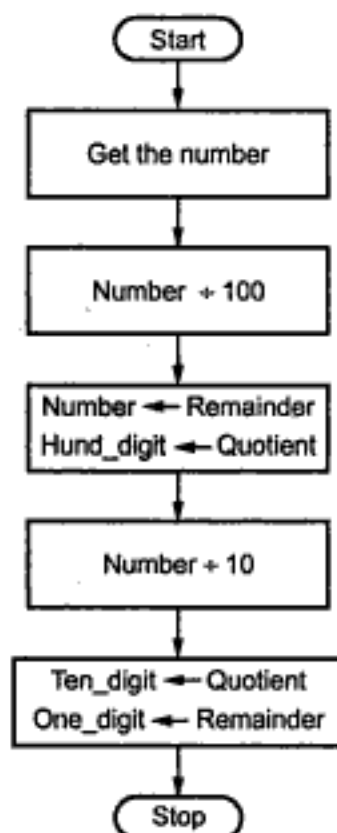 Start
Get the number
Number ÷ 100
Number ← Remainder
Hund_digit ← Quotient
Number ÷ 10
Ten_digit ← Quotient
One_digit ← Remainder
Stop